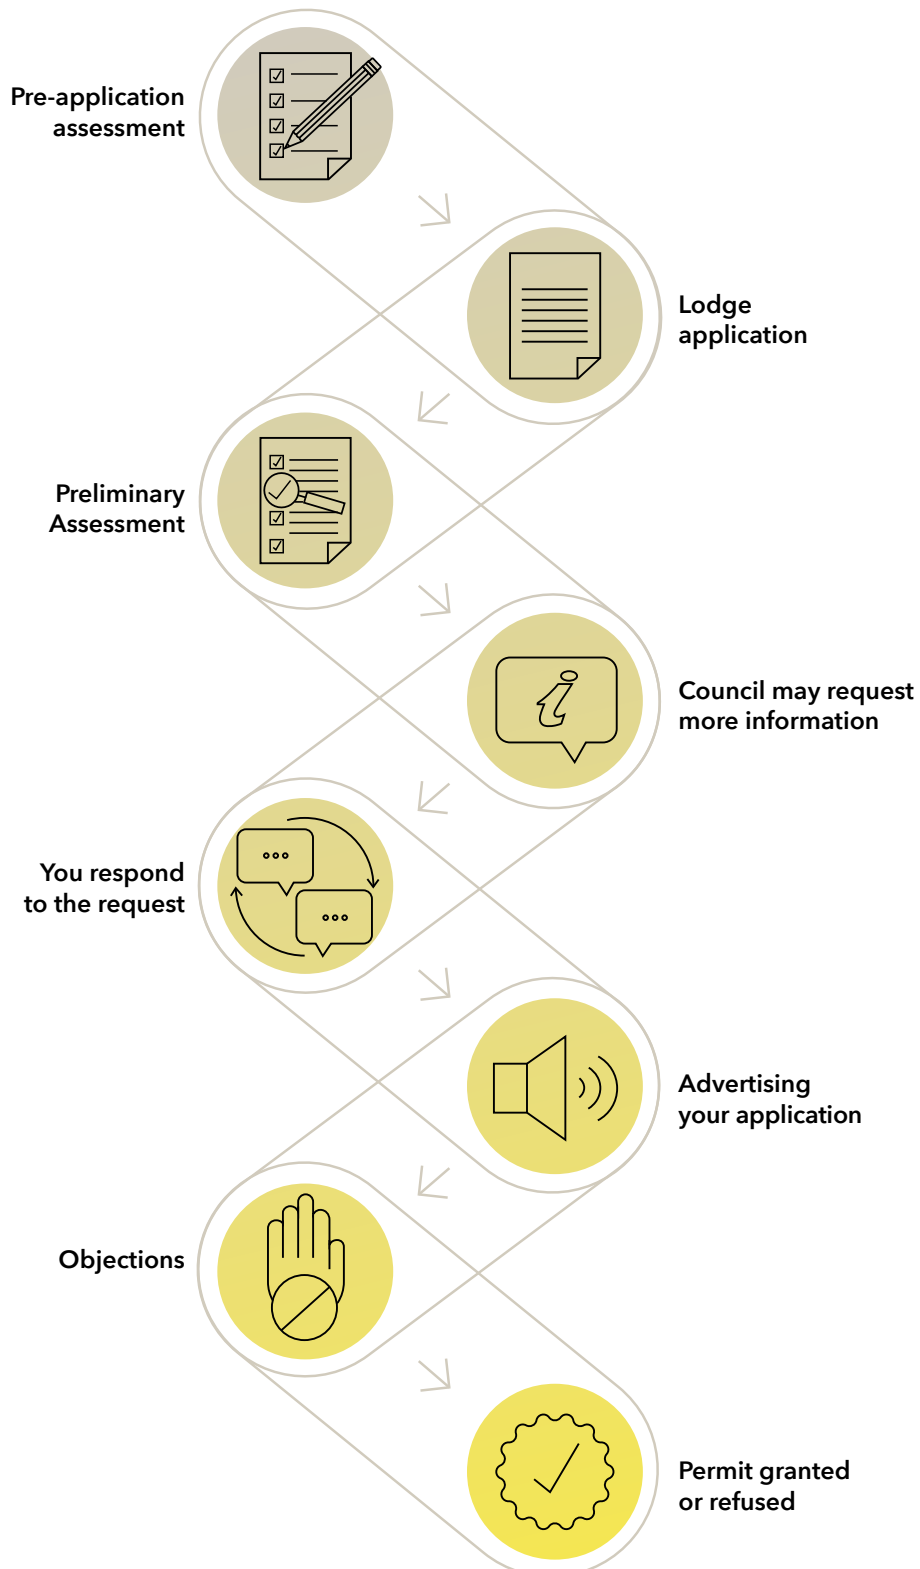 Pre-application
assessment
Lodge
application
Preliminary
Assessment
Council may request
more information
You respond
to the request
Advertising
your application
Objections
Permit granted
or refused